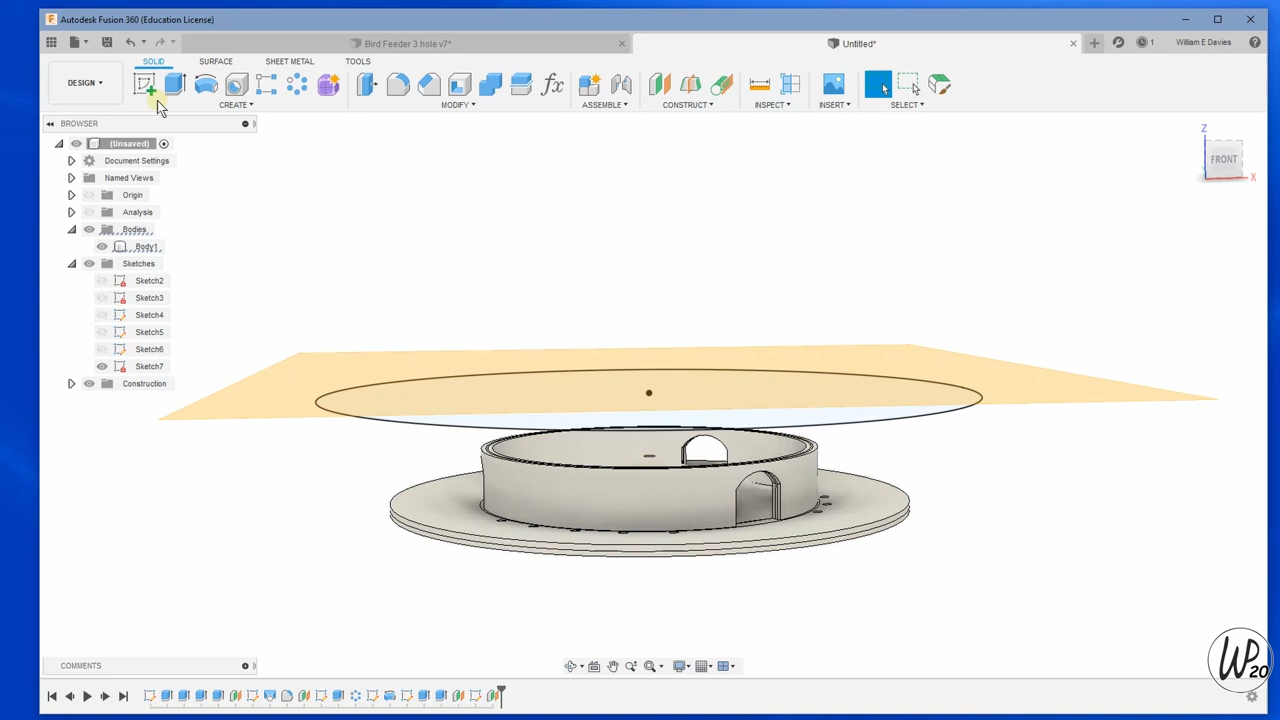 Autodesk Fusion 360 (Education License)
Bird Feeder 3 hole v7*
Untitled*
1
William E Davies
DESIGN
SOLID
SURFACE
SHEET METAL
TOOLS
CREATE
MODIFY
ASSEMBLE
CONSTRUCT
INSPECT
INSERT
SELECT
BROWSER
(Unsaved)
Document Settings
Named Views
Origin
Analysis
Bodies
Body1
Sketches
Sketch2
Sketch3
Sketch4
Sketch5
Sketch6
Sketch7
Construction
Z
FRONT
X
COMMENTS
WP
20